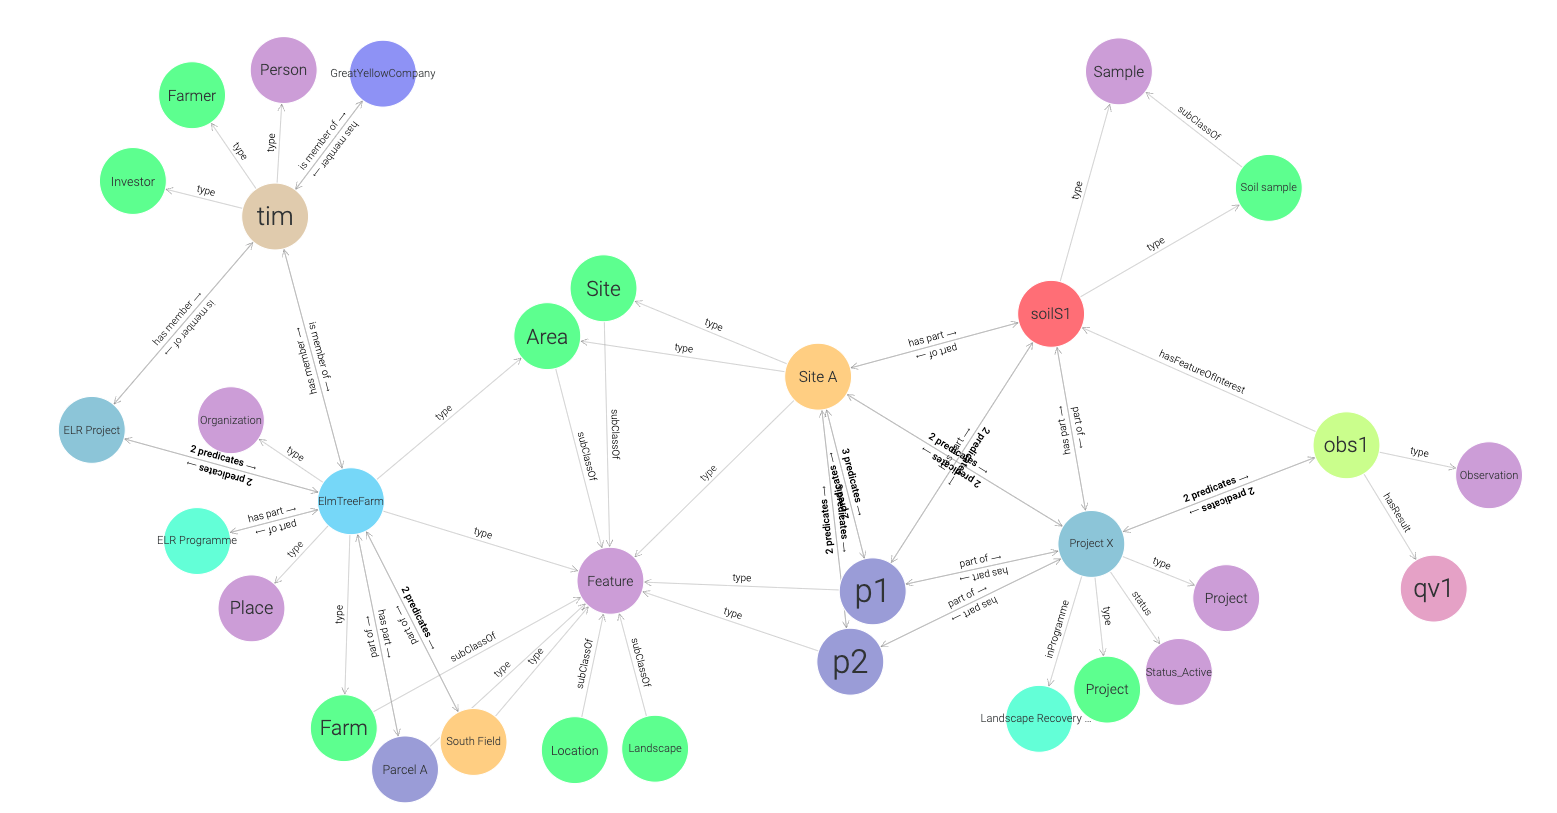 Person
GreatYellowCompany
Farmer
Investor
tim
type
type
type
is member of →
has member →
has member →
is member of →
is member of →
has member →
ELR Project
Organization
type
2 predicates →
2 predicates →
ElmTreeFarm
ELR Programme
has part →
part of →
type
Place
type
Farm
has part →
part of →
2 predicates →
part of →
Parcel A
South Field
type
type
Site
Area
subClassOf
subClassOf
type
type
type
Feature
subClassOf
type
type
subClassOf
subClassOf
Location
Landscape
Site A
has part →
part of →
3 predicates →
2 predicates →
2 predicates →
2 predicates →
2 predicates
type
type
p1
p2
Sample
subClassOf
Soil sample
type
type
soilS1
hasFeatureOfInterest
part of →
has part →
obs1
type
Observation
hasResult
qv1
2 predicates →
2 predicates →
Project X
part of →
has part →
part of →
has part →
type
Project
status
Status_Active
type
Project
inProgramme
Landscape Recovery ...